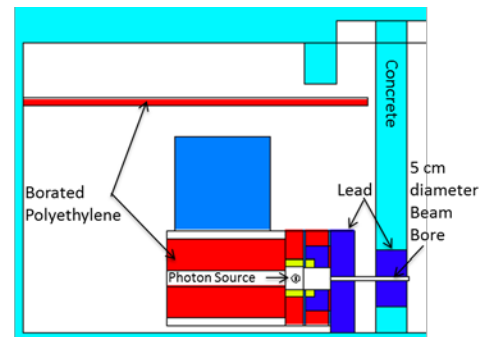 Concrete
Borated
Polyethylene
Lead
5 cm
diameter
Beam
Bore
Photon Source